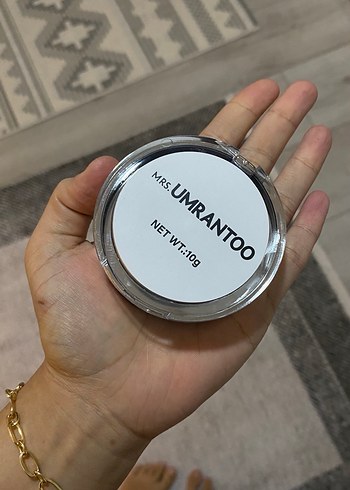 MRS. UMRANTOO
NET WT.:10g